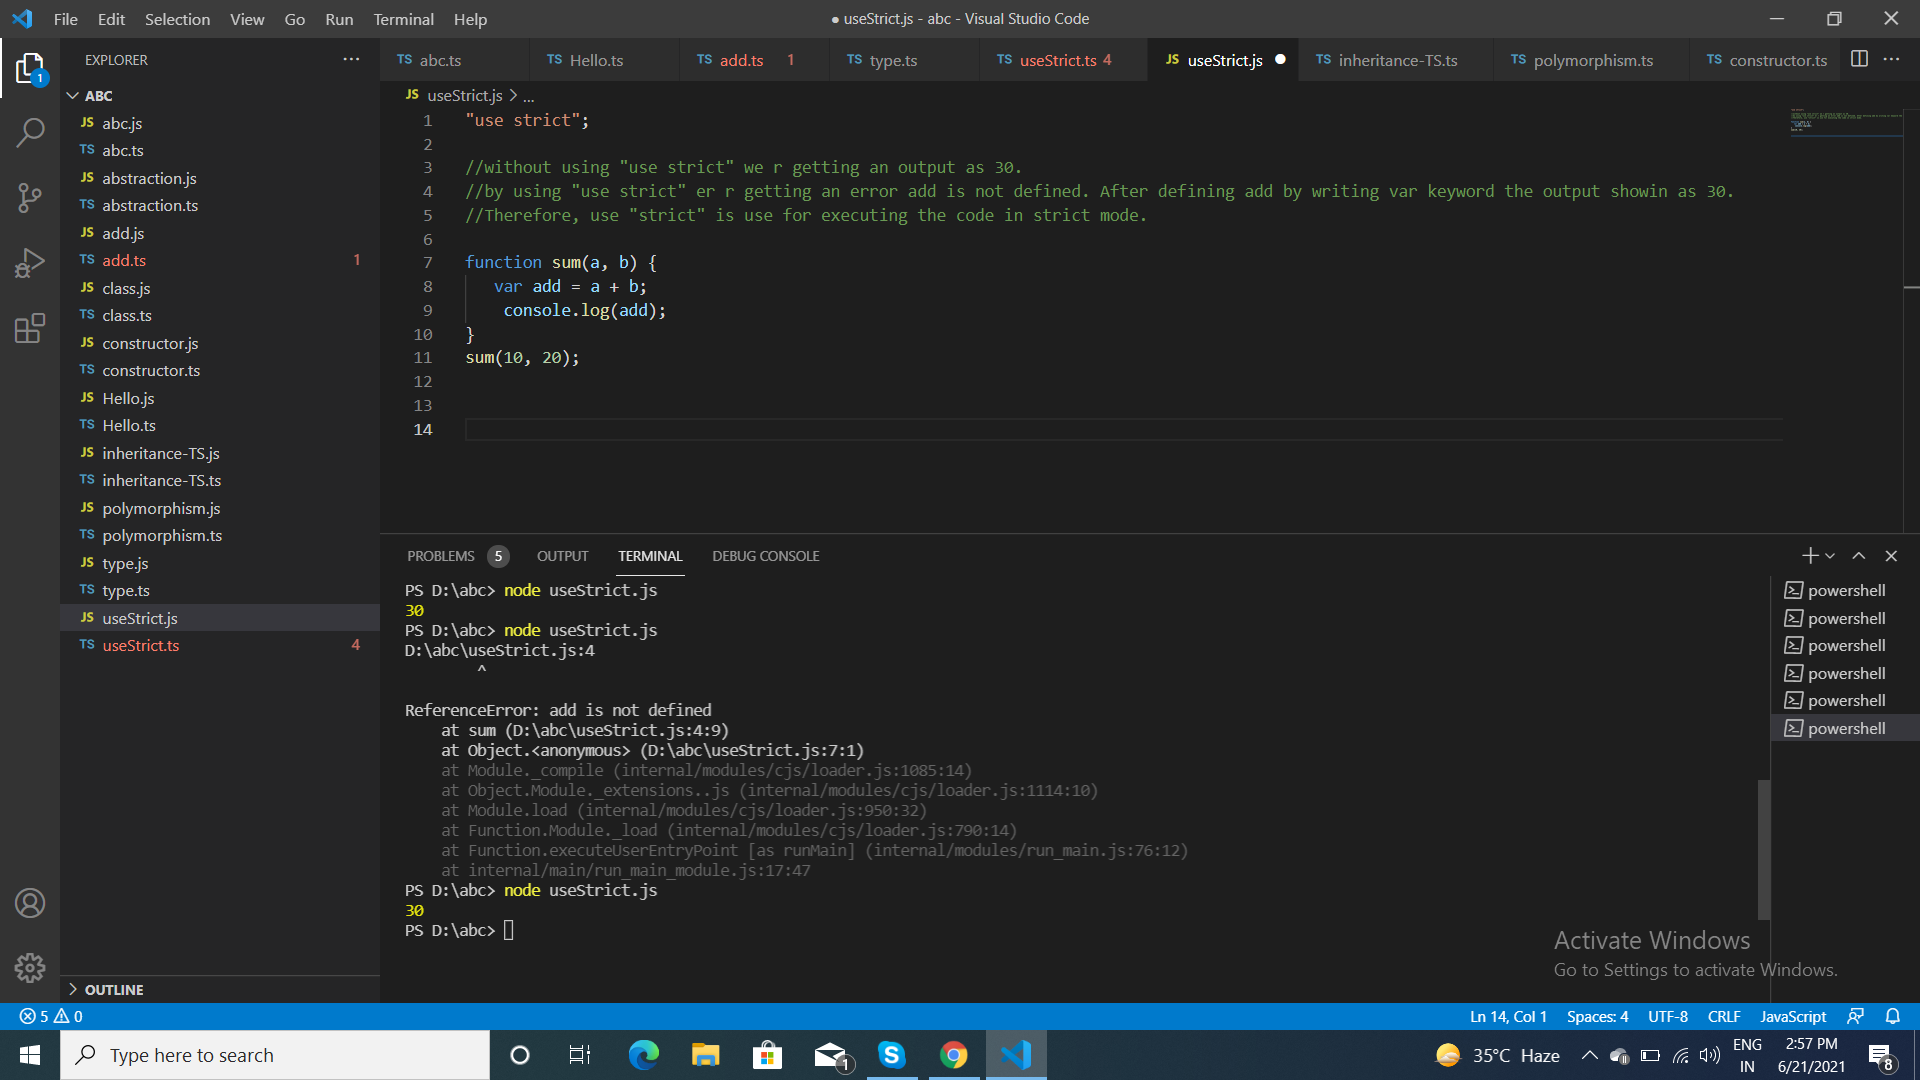 File Edit Selection View Go Run Terminal Help
● useStrict.js - abc - Visual Studio Code
EXPLORER
ABC
JS abc.js
TS abc.ts
JS abstraction.js
TS abstraction.ts
JS add.js
TS add.ts 1
JS class.js
TS class.ts
JS constructor.js
TS constructor.ts
JS Hello.js
TS Hello.ts
JS inheritance-TS.js
TS inheritance-TS.ts
JS polymorphism.js
TS polymorphism.ts
JS type.js
TS type.ts
JS useStrict.js
TS useStrict.ts 4
OUTLINE
TS abc.ts TS Hello.ts TS add.ts 1 TS type.ts TS useStrict.ts 4 JS useStrict.js ● TS inheritance-TS.ts TS polymorphism.ts TS constructor.ts
JS useStrict.js > ...
1 "use strict";
2
3 //without using "use strict" we r getting an output as 30.
4 //by using "use strict" er r getting an error add is not defined. After defining add by writing var keyword the output showin as 30.
5 //Therefore, use "strict" is use for executing the code in strict mode.
6
7 function sum(a, b) {
8 var add = a + b;
9 console.log(add);
10 }
11 sum(10, 20);
12
13
14
PROBLEMS 5 OUTPUT TERMINAL DEBUG CONSOLE
PS D:\abc> node useStrict.js
30
PS D:\abc> node useStrict.js
D:\abc\useStrict.js:4
^
ReferenceError: add is not defined
at sum (D:\abc\useStrict.js:4:9)
at Object.<anonymous> (D:\abc\useStrict.js:7:1)
at Module._compile (internal/modules/cjs/loader.js:1085:14)
at Object.Module._extensions..js (internal/modules/cjs/loader.js:1114:10)
at Module.load (internal/modules/cjs/loader.js:950:32)
at Function.Module._load (internal/modules/cjs/loader.js:790:14)
at Function.executeUserEntryPoint [as runMain] (internal/modules/run_main.js:76:12)
at internal/main/run_main_module.js:17:47
PS D:\abc> node useStrict.js
30
PS D:\abc>
powershell
powershell
powershell
powershell
powershell
powershell
Activate Windows
Go to Settings to activate Windows.
1
5 0
Ln 14, Col 1 Spaces: 4 UTF-8 CRLF JavaScript
Type here to search
1
35°C Haze
ENG
IN
2:57 PM
6/21/2021
8